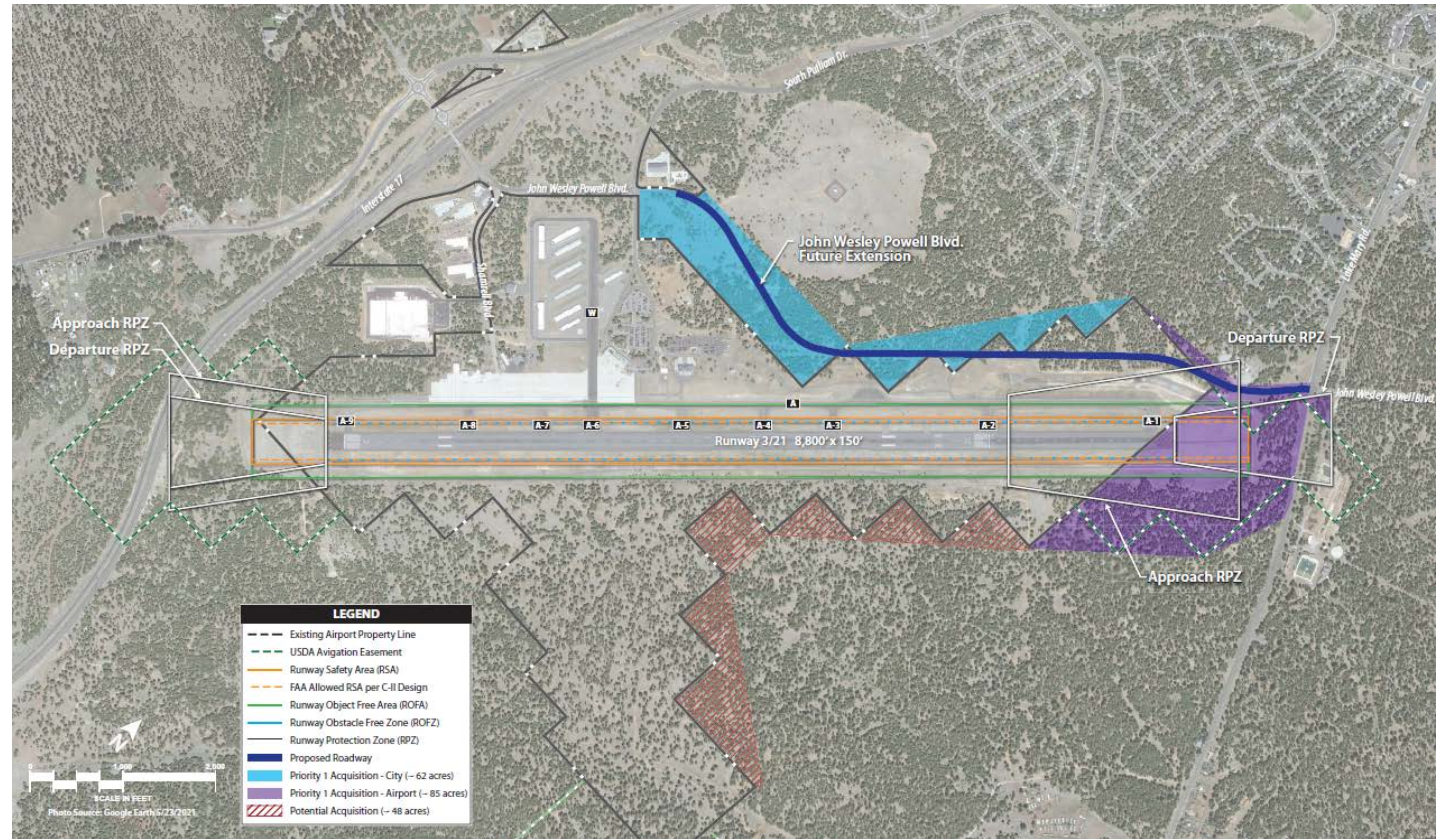 South Pulliam Dr.
Interstate 17
John Wesley Powell Blvd.
Shamrell Blvd.
W
John Wesley Powell Blvd.
Future Extension
Lake Mary Rd.
Approach RPZ
Departure RPZ
Departure RPZ
John Wesley Powell Blvd.
A
A-9
A-8
A-7
A-6
A-5
A-4
A-3
A-2
A-1
Runway 3/21 8,800' x 150'
Approach RPZ
LEGEND
Existing Airport Property Line
USDA Avigation Easement
Runway Safety Area (RSA)
FAA Allowed RSA per C-II Design
Runway Object Free Area (ROFA)
Runway Obstacle Free Zone (ROFZ)
Runway Protection Zone (RPZ)
Proposed Roadway
Priority 1 Acquisition - City (~ 62 acres)
Priority 1 Acquisition - Airport (~ 85 acres)
Potential Acquisition (~ 48 acres)
N
0 1,000 2,000
SCALE IN FEET
Photo Source: Google Earth 5/23/2021